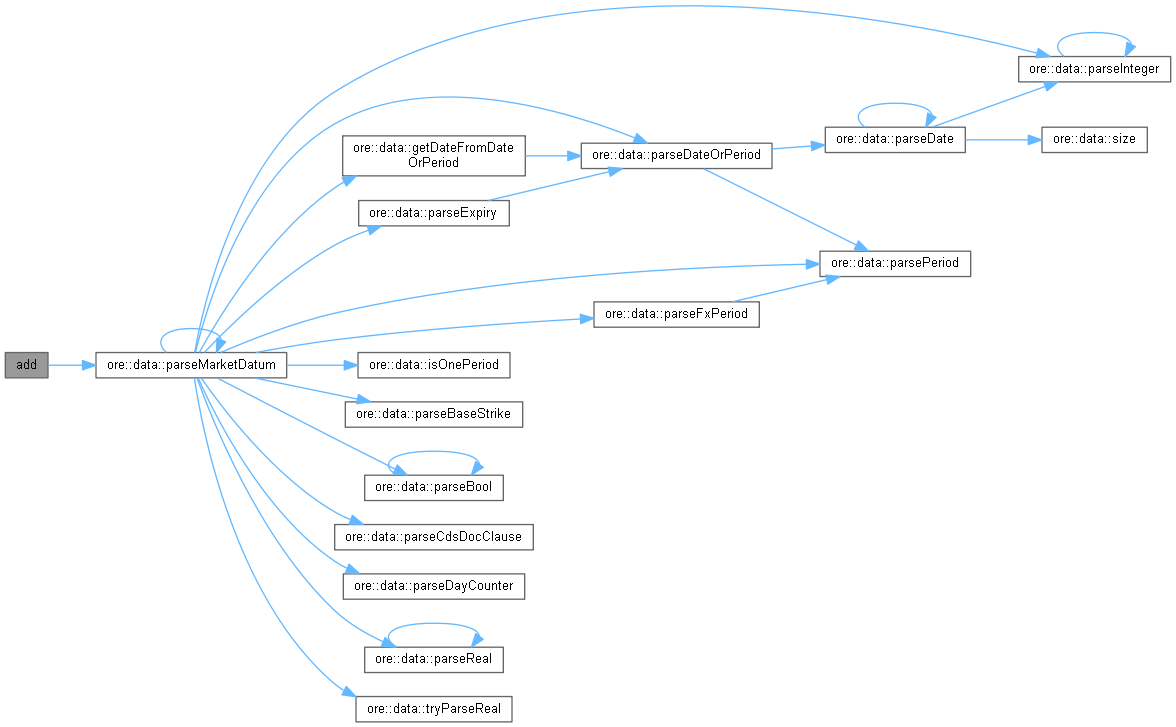 ore::data::parseInteger
ore::data::parseDate
ore::data::size
ore::data::getDateFromDate
OrPeriod
ore::data::parseDateOrPeriod
ore::data::parseExpiry
ore::data::parsePeriod
ore::data::parseFxPeriod
add
ore::data::parseMarketDatum
ore::data::isOnePeriod
ore::data::parseBaseStrike
ore::data::parseBool
ore::data::parseCdsDocClause
ore::data::parseDayCounter
ore::data::parseReal
ore::data::tryParseReal